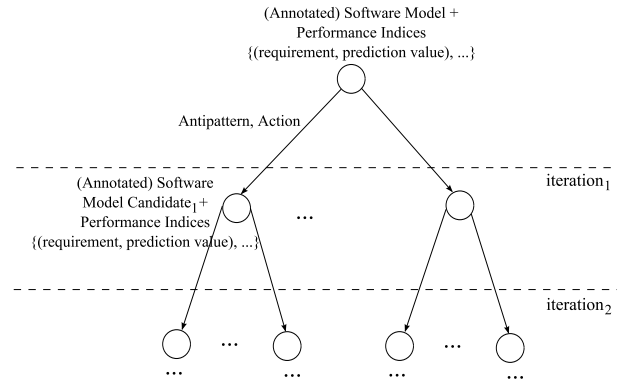 (Annotated) Software Model +
Performance Indices
{(requirement, prediction value), ...}
Antipattern, Action
iteration1
(Annotated) Software
Model Candidate1+
Performance Indices
{(requirement, prediction value), ...}
...
iteration2
... ...
... ... ... ...